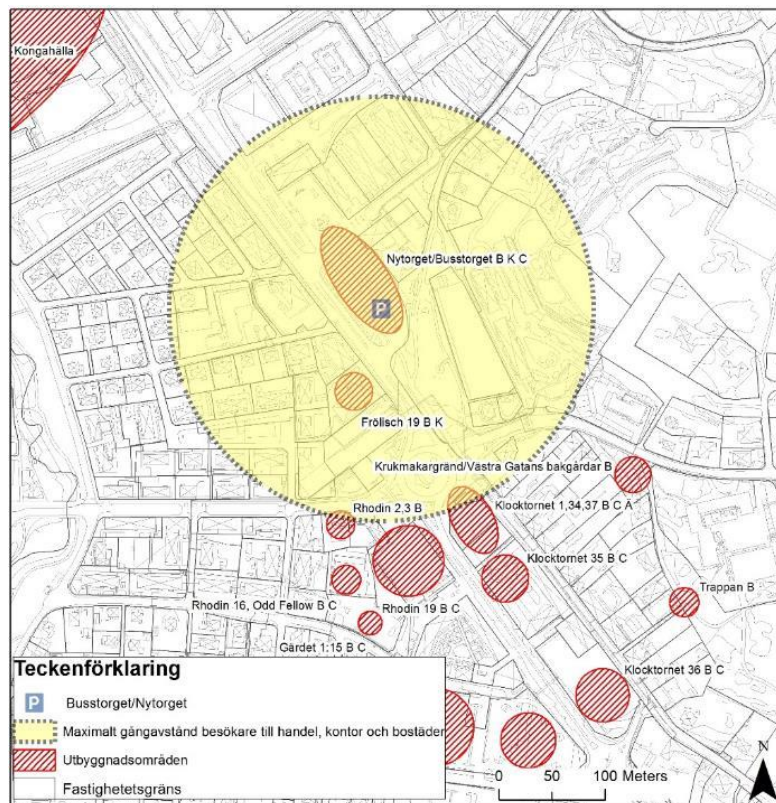 Kongahälla
Nytorget/Busstorget B K C
Frölisch 19 B K
Krukmakargränd/Västra Gatans bakgårdar B
Rhodin 2,3 B
Klocktornet 1,34,37 B C A
Klocktornet 35 B C
Rhodin 16, Odd Fellow B C
Rhodin 19 B C
Trappan B
Gärdet 1:15 B C
Klocktornet 36 B C
Teckenförklaring
P Busstorget/Nytorget
Maximalt gångavstånd besökare till handel, kontor och bostäder
Utbyggnadsområden
Fastighetetsgräns
0 50 100 Meters
N